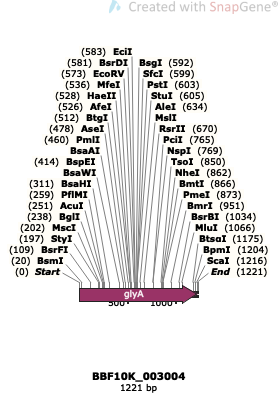 Created with SnapGene®
(583) EciI
(581) BsrDI BsgI (592)
(573) EcoRV SfcI (599)
(536) MfeI PstI (603)
(528) HaeII StuI (605)
(526) AfeI AleI (634)
(512) BtgI MslI
(478) AseI RsrII (670)
(460) PmlI PciI (765)
BsaAI NspI (769)
(414) BspEI TsoI (850)
BsaWI NheI (862)
(311) BsaHI BmtI (866)
(259) PflMI PmeI (873)
(251) AcuI BmrI (951)
(238) BglI BsrBI (1034)
(202) MscI MluI (1066)
(197) StyI BtsαI (1175)
(109) BsrFI BpmI (1204)
(20) BsmI ScaI (1216)
(0) Start End (1221)
glyA
500 1000
BBF10K_003004
1221 bp